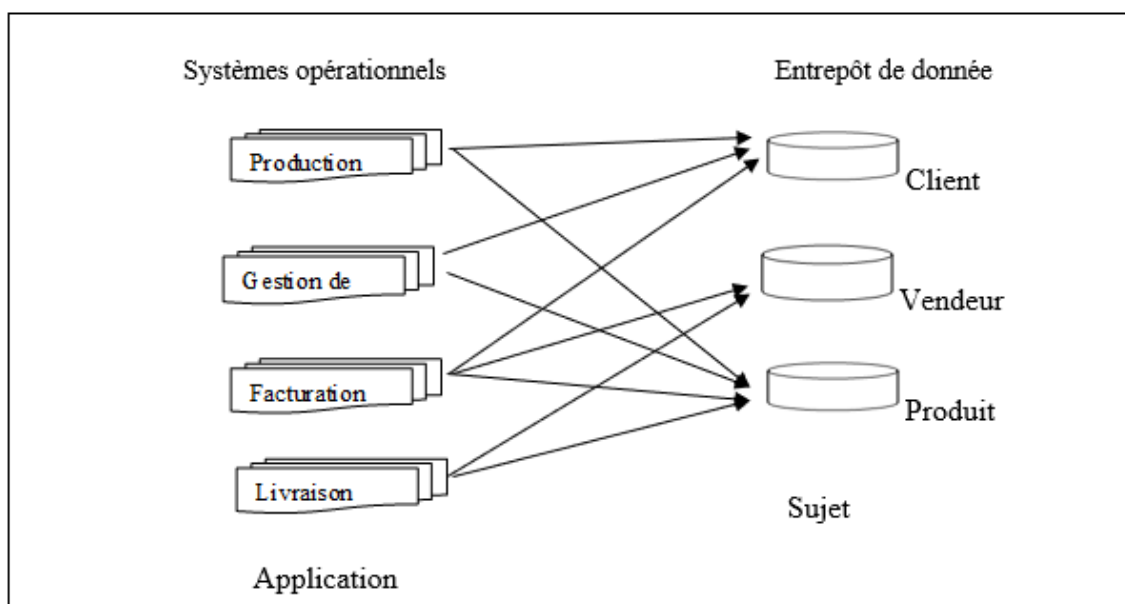 Systèmes opérationnels
Entrepôt de donnée
Production
Client
Gestion de
Vendeur
Facturation
Produit
Livraison
Sujet
Application